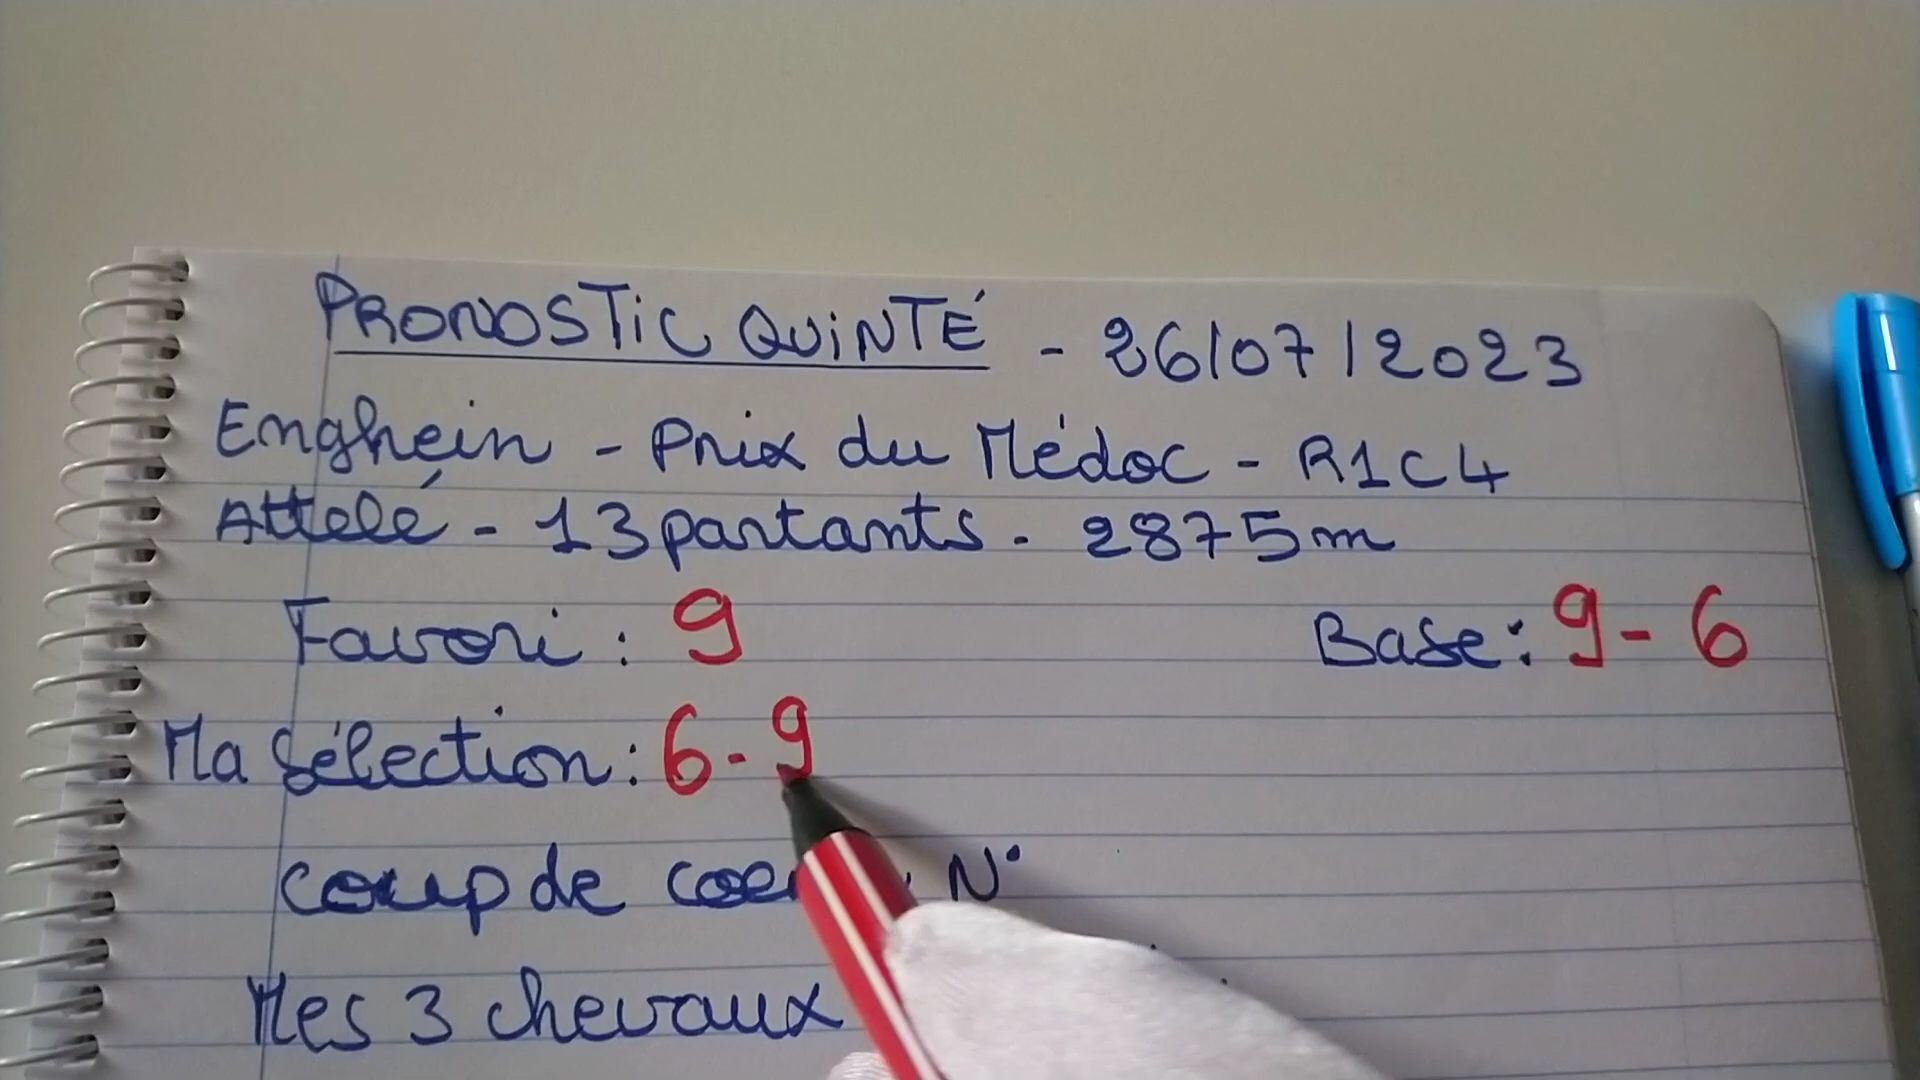 PRONOSTiC QUiNTÉ - 26/07/2023
Enghein - Prix du Médoc - R1C4
Attelé - 13 partants - 2875m
Favori : 9 Base : 9 - 6
Ma Sélection : 6 - 9
coup de N°
Mes 3 chevaux